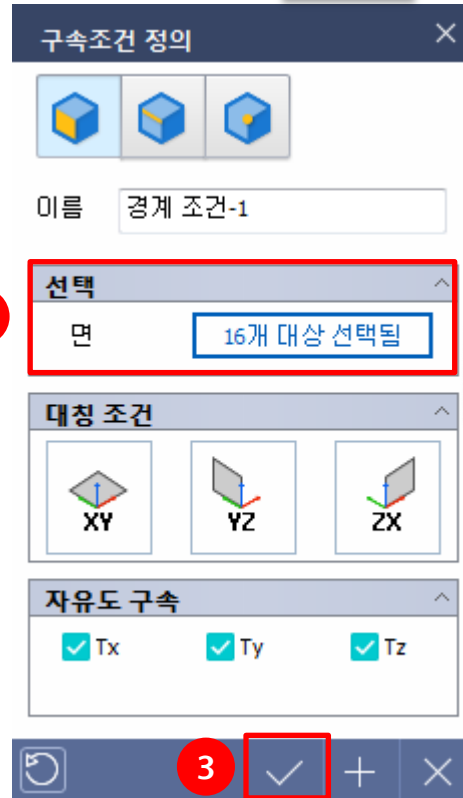 구속조건 정의
이름 경계 조건-1
선택
면 16개 대상 선택됨
대칭 조건
XY YZ ZX
자유도 구속
Tx Ty Tz
3